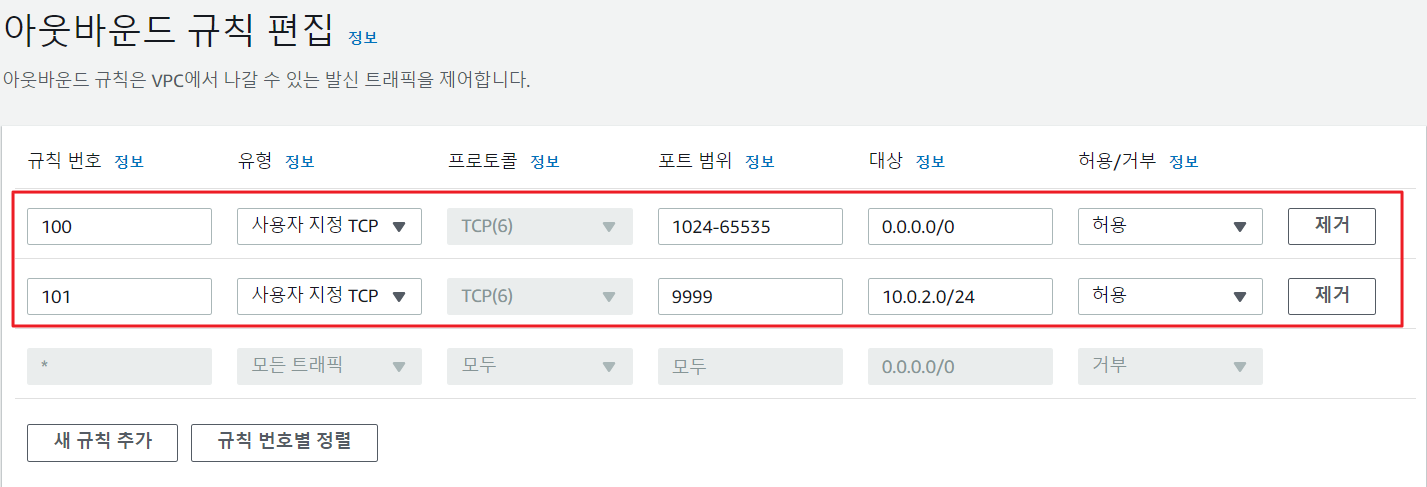 아웃바운드 규칙 편집 정보
아웃바운드 규칙은 VPC에서 나갈 수 있는 발신 트래픽을 제어합니다.
규칙 번호 정보 유형 정보 프로토콜 정보 포트 범위 정보 대상 정보 허용/거부 정보
100 사용자 지정 TCP TCP(6) 1024-65535 0.0.0.0/0 허용 제거
101 사용자 지정 TCP TCP(6) 9999 10.0.2.0/24 허용 제거
* 모든 트래픽 모두 모두 0.0.0.0/0 거부
새 규칙 추가 규칙 번호별 정렬